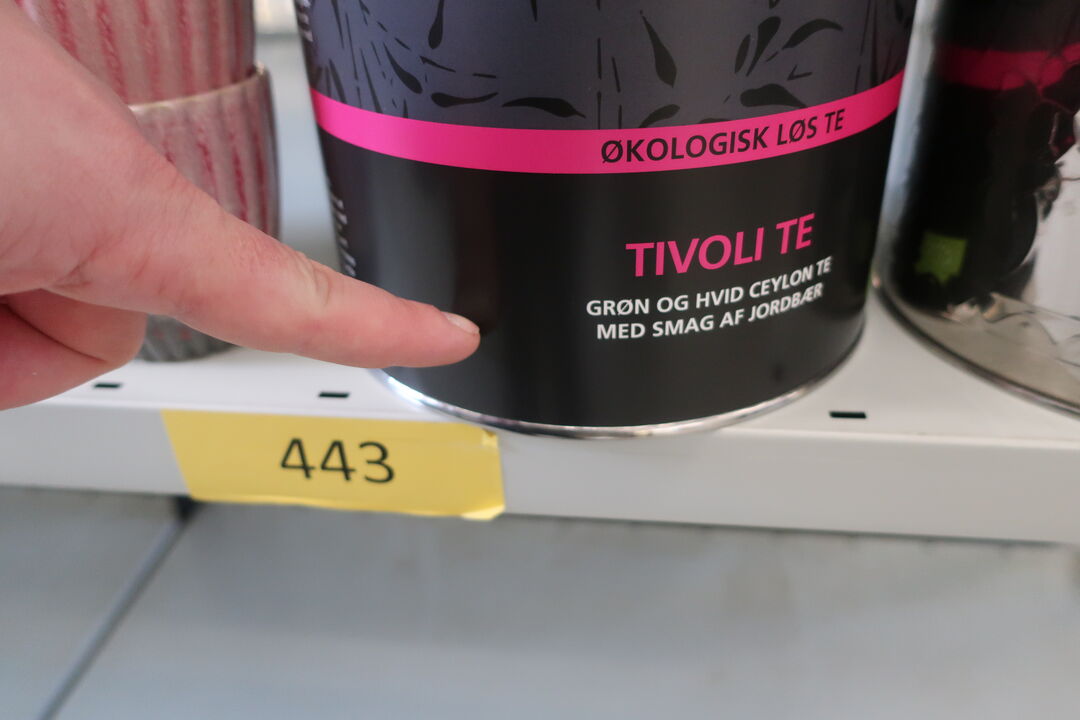 ØKOLOGISK LØS TE
TIVOLI TE
GRØN OG HVID CEYLON TE
MED SMAG AF JORDBÆR
443